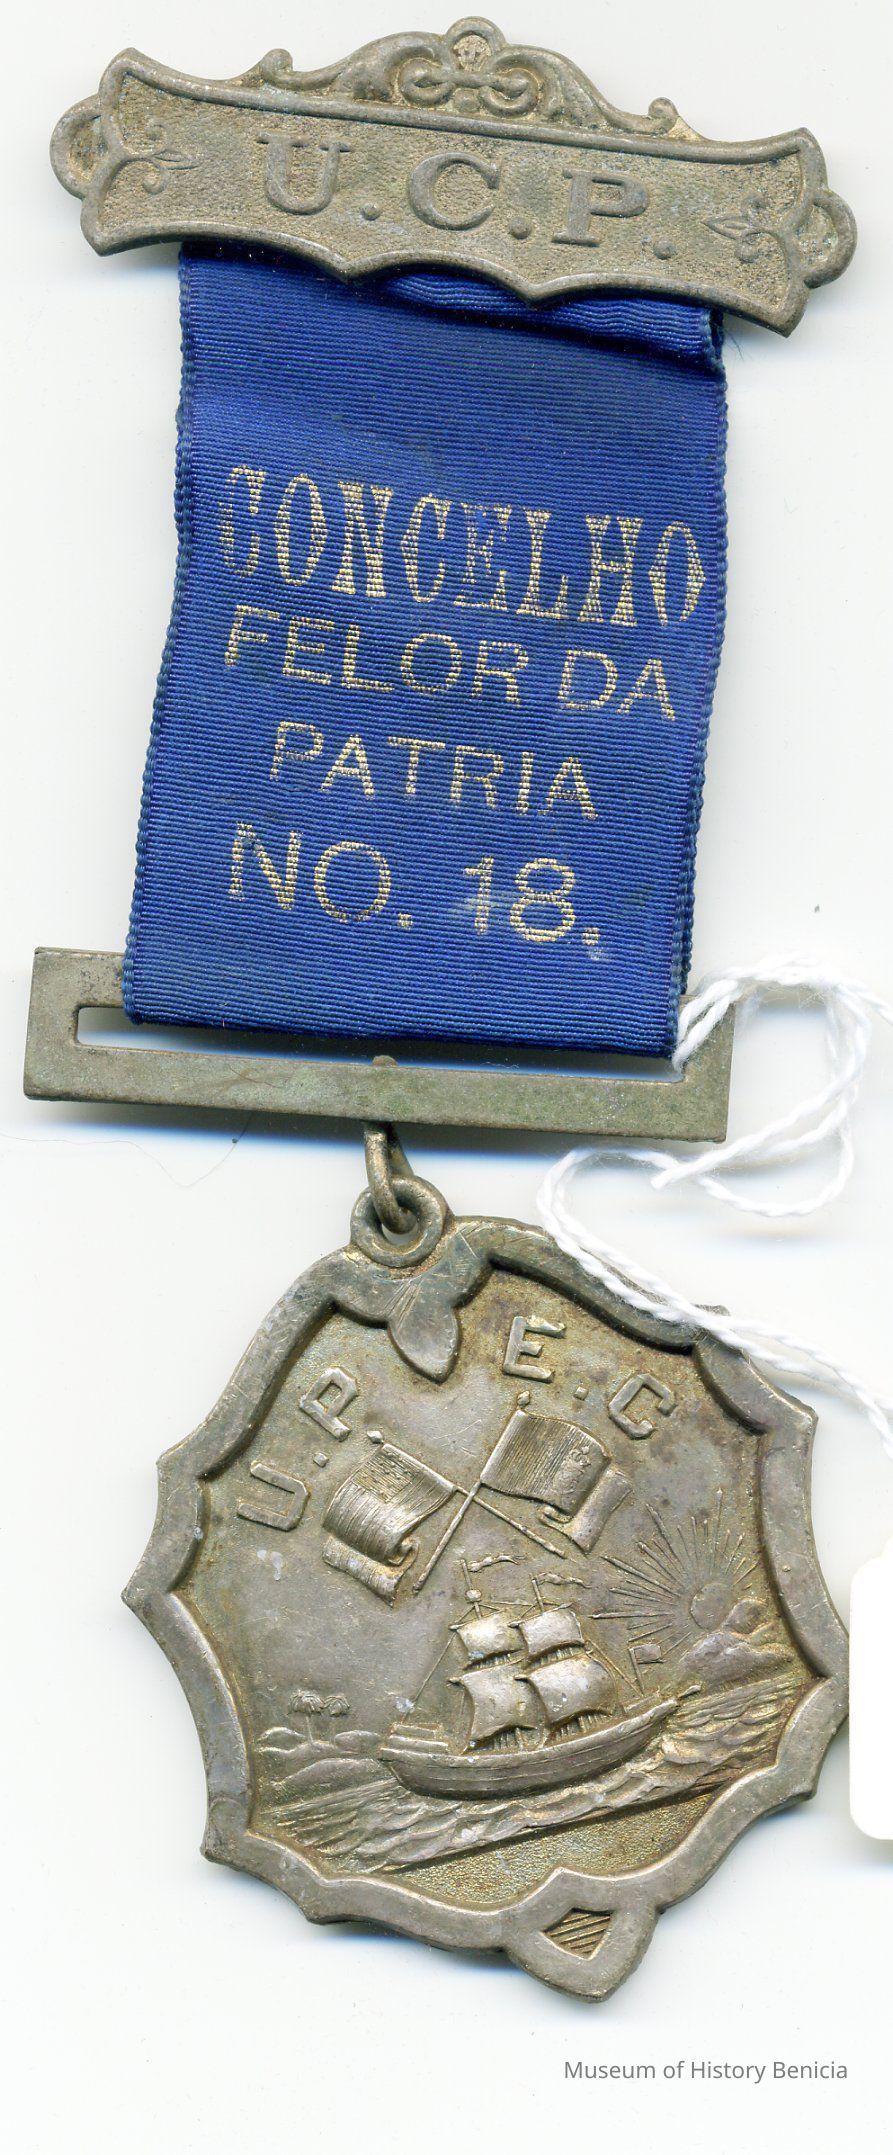 U.C.P.
CONCELHO
FELOR DA
PATRIA
NO. 18.
U.P.E.C
Museum of History Benicia